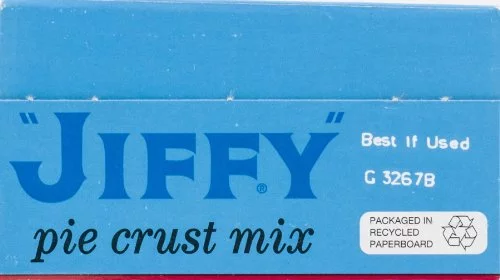 "JIFFY"®
pie crust mix
Best If Used
G 3267B
PACKAGED IN
RECYCLED
PAPERBOARD